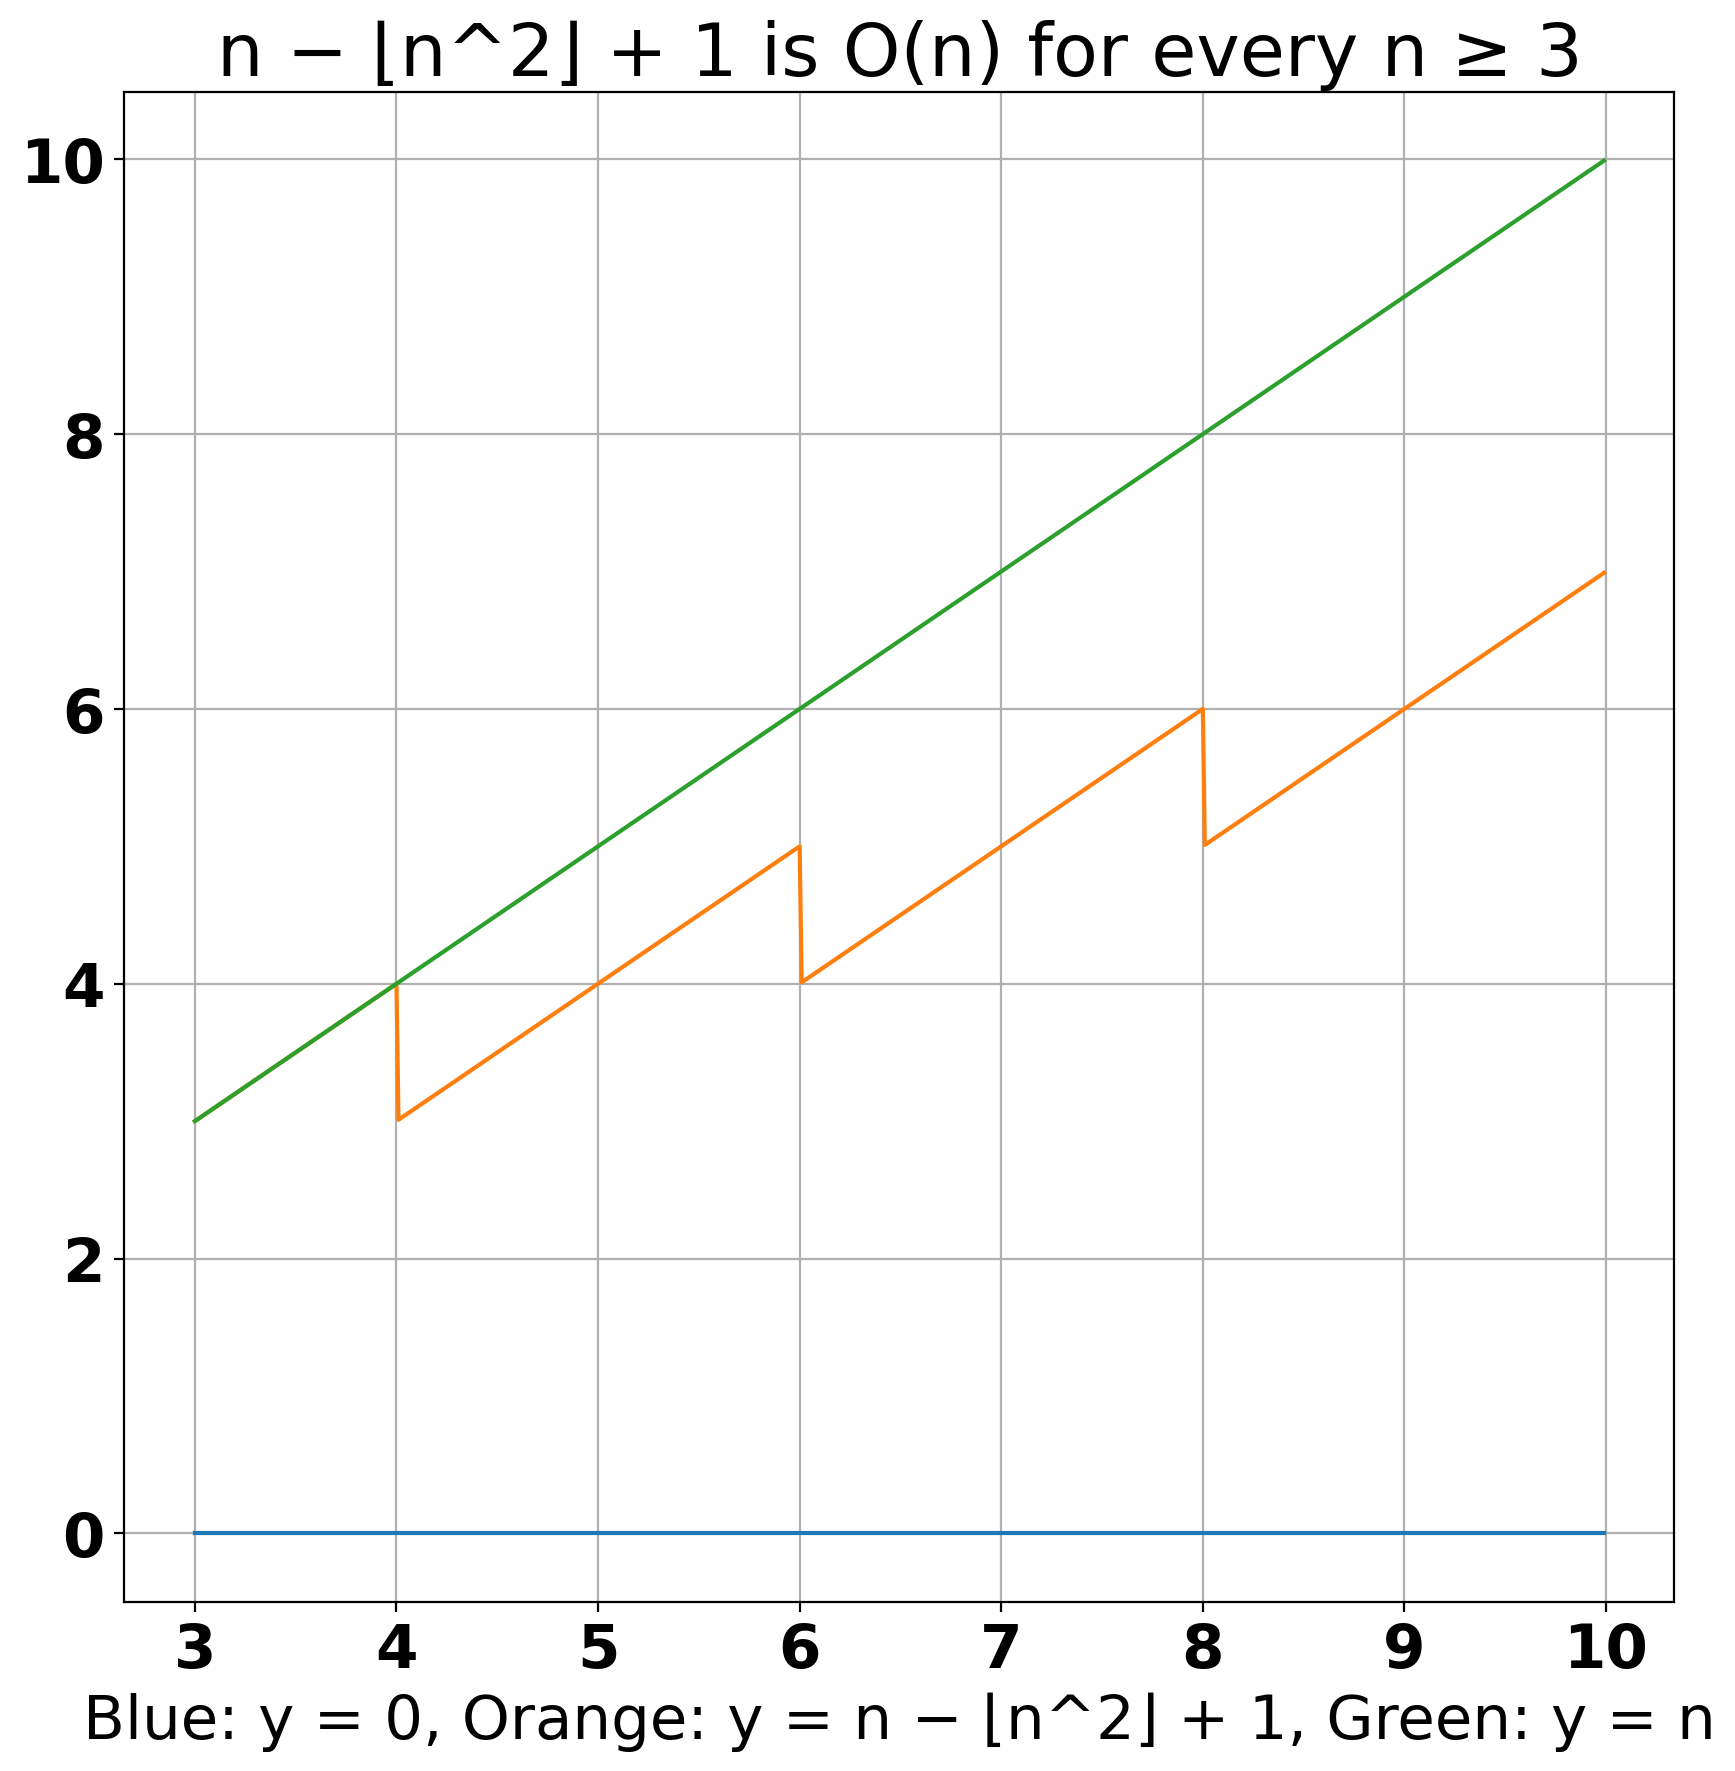 n − ⌊n^2⌋ + 1 is O(n) for every n ≥ 3
10
8
6
4
2
0
3 4 5 6 7 8 9 10
Blue: y = 0, Orange: y = n − ⌊n^2⌋ + 1, Green: y = n